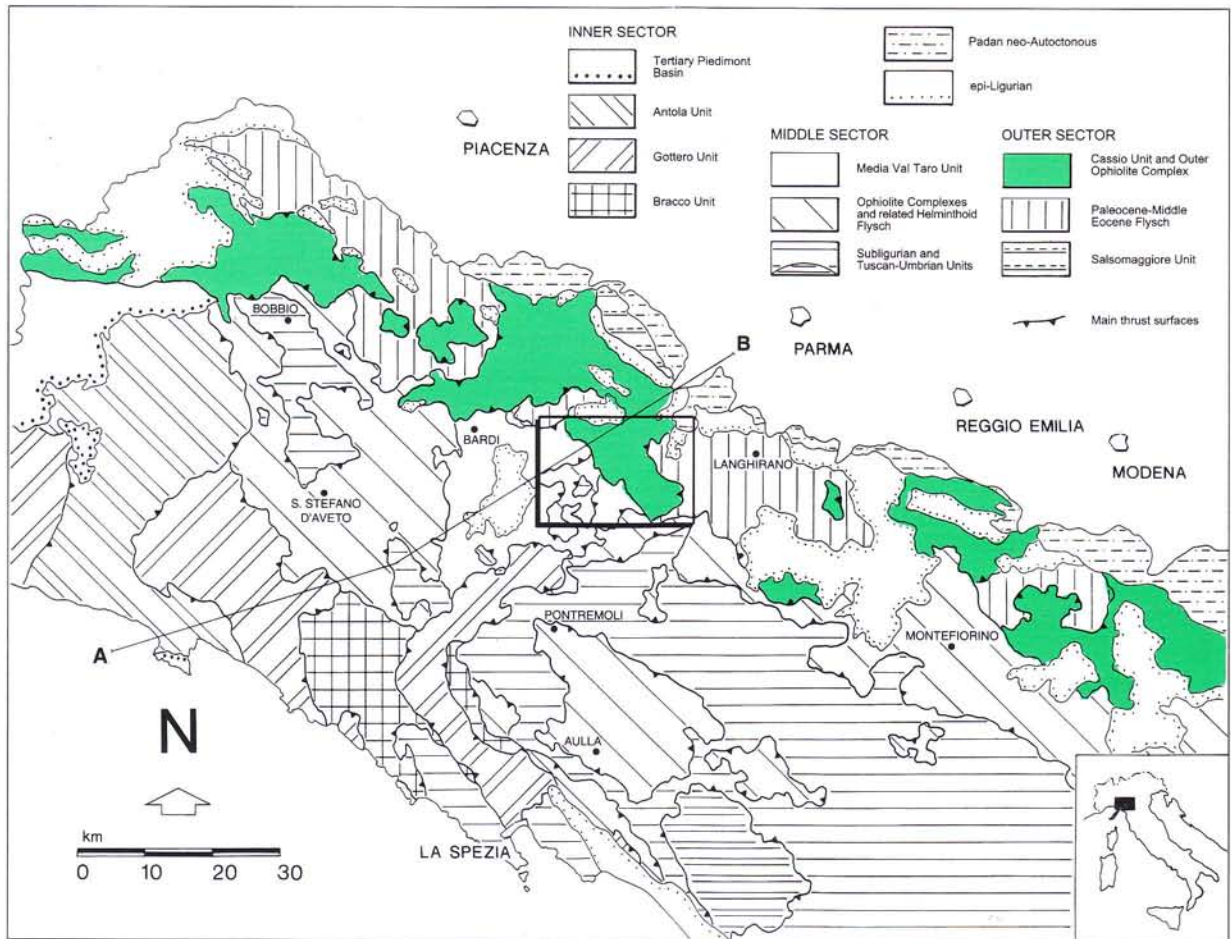 INNER SECTOR
Tertiary Piedimont
Basin
Antola Unit
Gottero Unit
Bracco Unit
Padan neo-Autoctonous
epi-Ligurian
MIDDLE SECTOR
Media Val Taro Unit
Ophiolite Complexes
and related Helminthoid
Flysch
Subligurian and
Tuscan-Umbrian Units
OUTER SECTOR
Cassio Unit and Outer
Ophiolite Complex
Paleocene-Middle
Eocene Flysch
Salsomaggiore Unit
Main thrust surfaces
PIACENZA
PARMA
REGGIO EMILIA
MODENA
BOBBIO
B
BARDI
LANGHIRANO
S. STEFANO
D'AVETO
A
PONTREMOLI
MONTEFIORINO
N
AULLA
LA SPEZIA
km
0 10 20 30